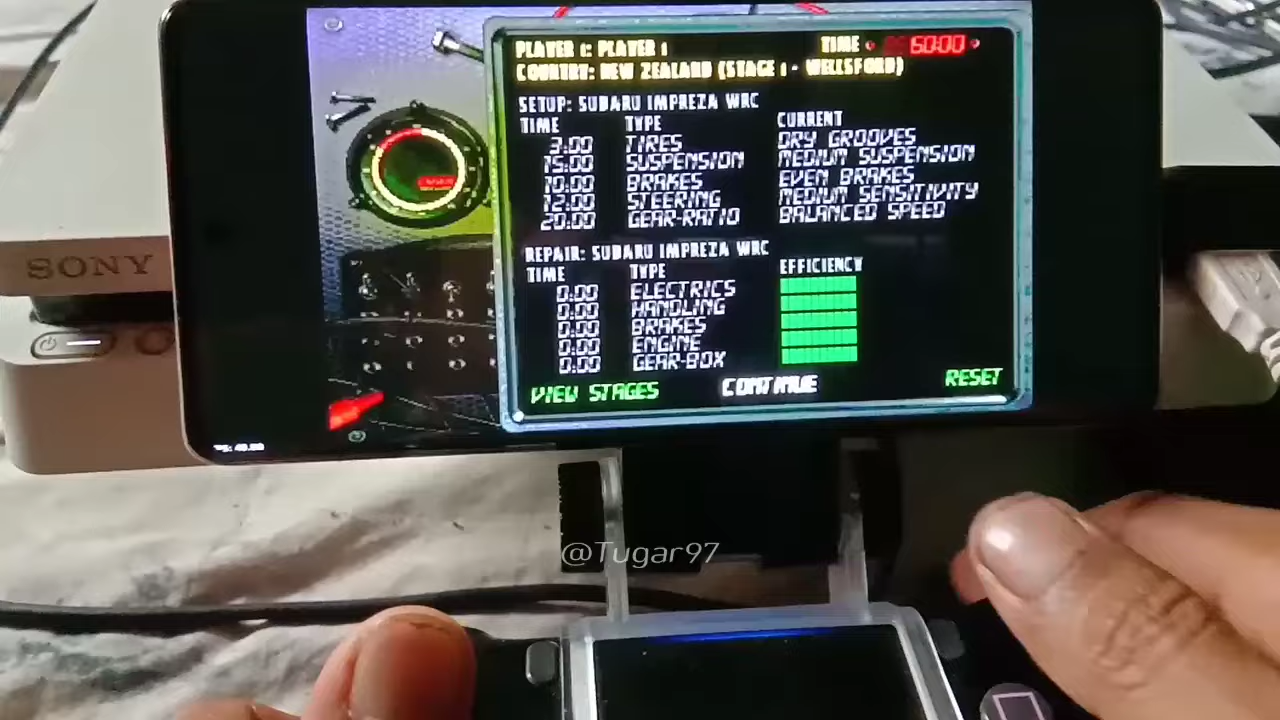 PLAYER 1: PLAYER 1
TIME 60:00
COUNTRY: NEW ZEALAND (STAGE 1 - WELLSFORD)
SETUP: SUBARU IMPREZA WRC
TIME TYPE CURRENT
3:00 TIRES DRY GROOVES
15:00 SUSPENSION MEDIUM SUSPENSION
10:00 BRAKES EVEN BRAKES
12:00 STEERING MEDIUM SENSITIVITY
20:00 GEAR-RATIO BALANCED SPEED
REPAIR: SUBARU IMPREZA WRC
TIME TYPE EFFICIENCY
0:00 ELECTRICS
0:00 HANDLING
0:00 BRAKES
0:00 ENGINE
0:00 GEAR-BOX
VIEW STAGES CONTINUE RESET
SONY
@Tugar97